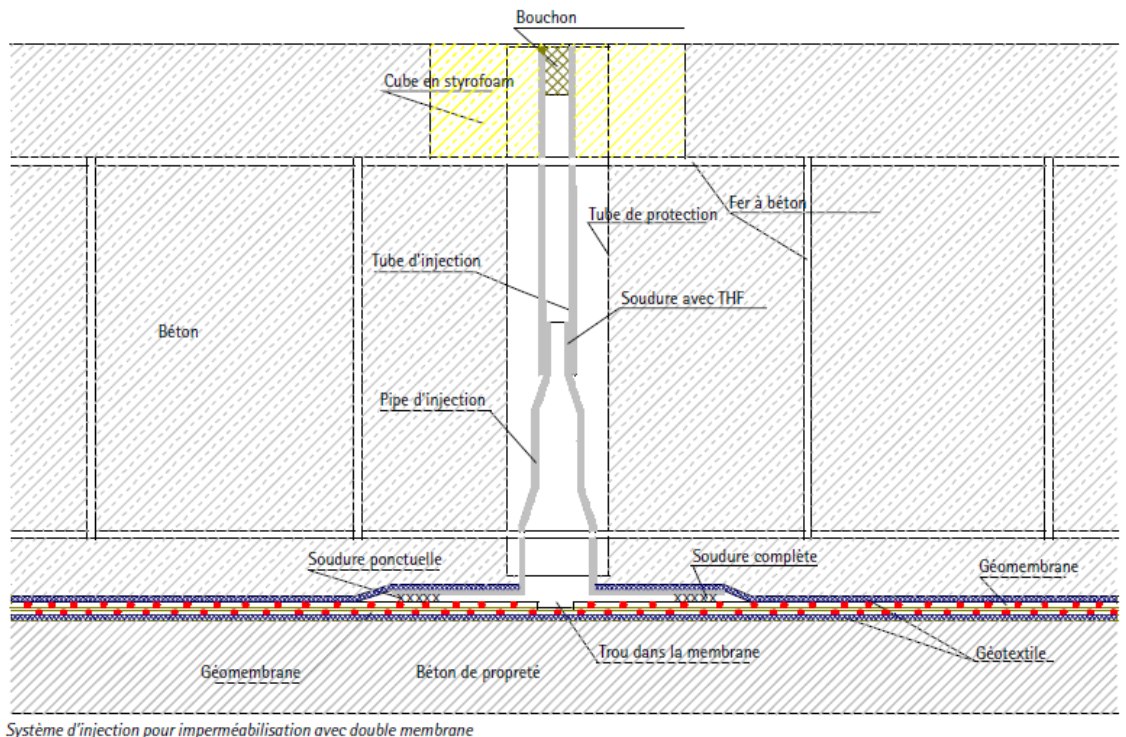 Bouchon
Cube en styrofoam
Fer à béton
Tube de protection
Tube d'injection
Soudure avec THF
Béton
Pipe d'injection
Soudure ponctuelle
Soudure complète
Géomembrane
Trou dans la membrane
Géotextile
Géomembrane
Béton de propreté
Système d'injection pour imperméabilisation avec double membrane